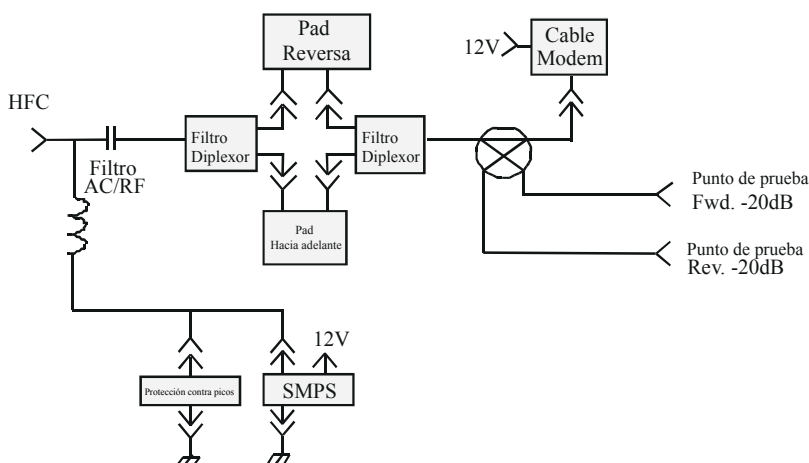 Pad
Reversa
12V
Cable
Modem
HFC
Filtro
AC/RF
Filtro
Diplexor
Filtro
Diplexor
Pad
Hacia adelante
Punto de prueba
Fwd. -20dB
Punto de prueba
Rev. -20dB
12V
Protección contra picos
SMPS